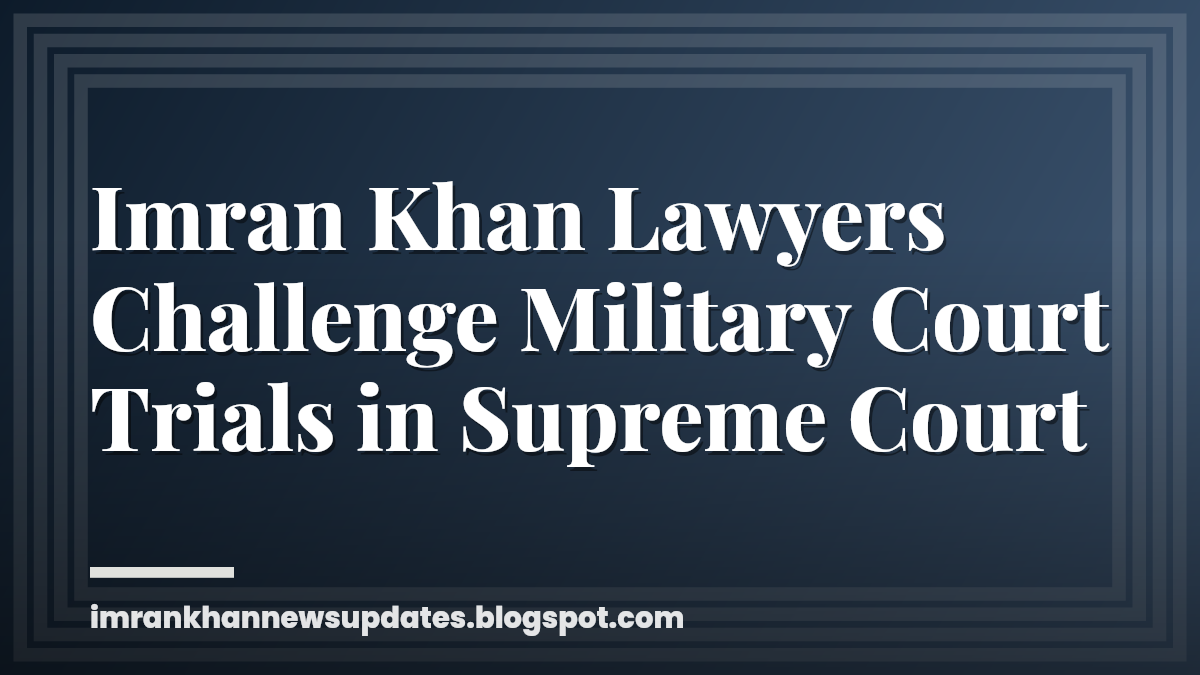 Imran Khan Lawyers
Challenge Military Court
Trials in Supreme Court
imrankhannewsupdates.blogspot.com